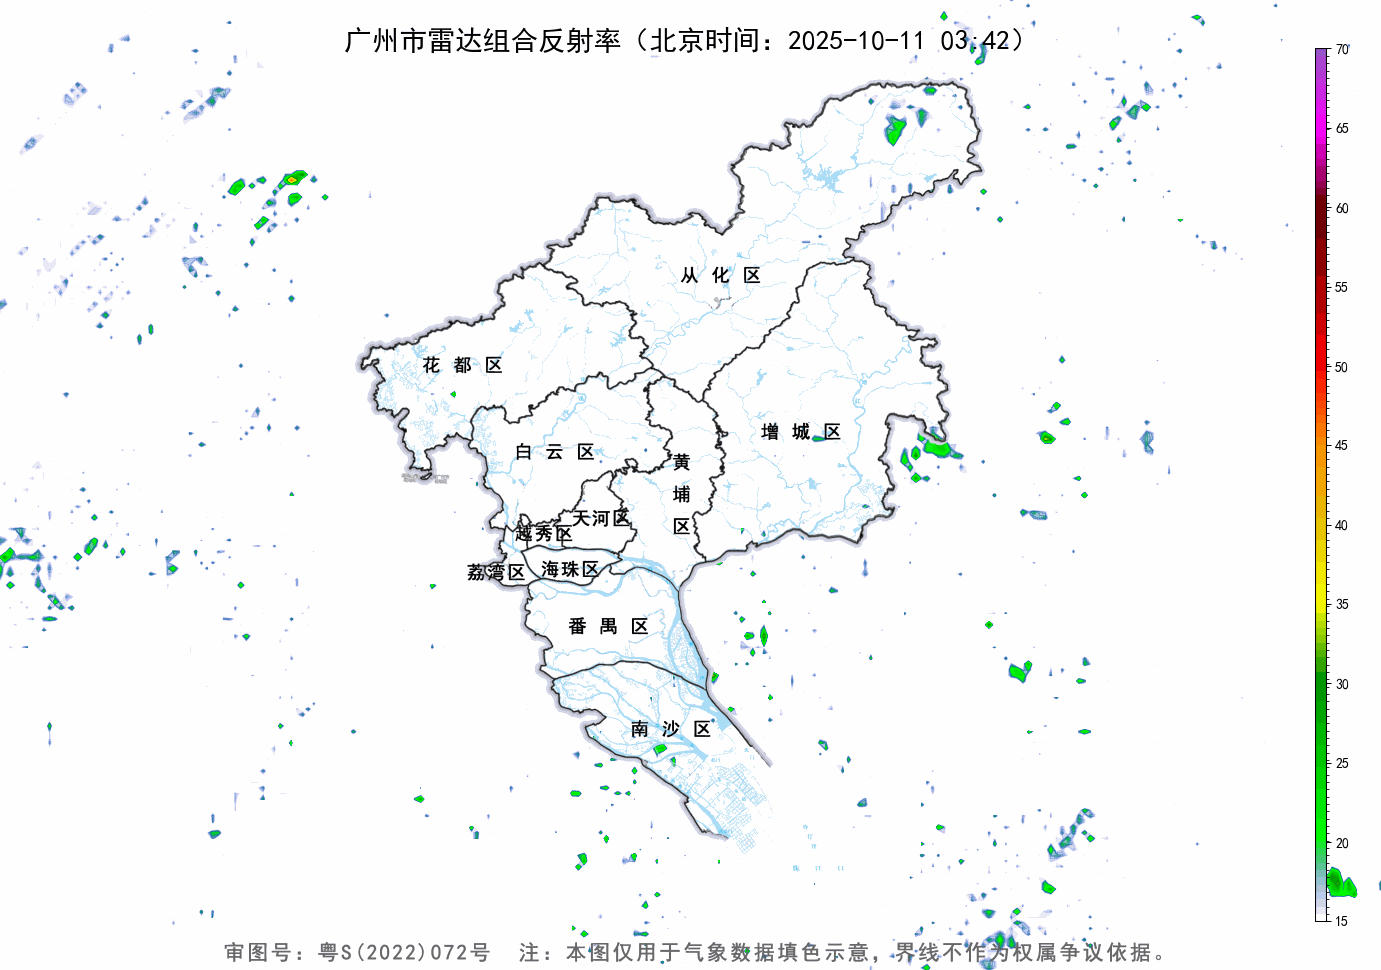 广州市雷达组合反射率（北京时间：2025-10-11 03:42）
70
65
60
55
50
45
40
35
30
25
20
15
从化区
花都区
增城区
白云区
黄埔区
天河区
越秀区
荔湾区
海珠区
番禺区
南沙区
审图号：粤S(2022)072号 注：本图仅用于气象数据填色示意，界线不作为权属争议依据。